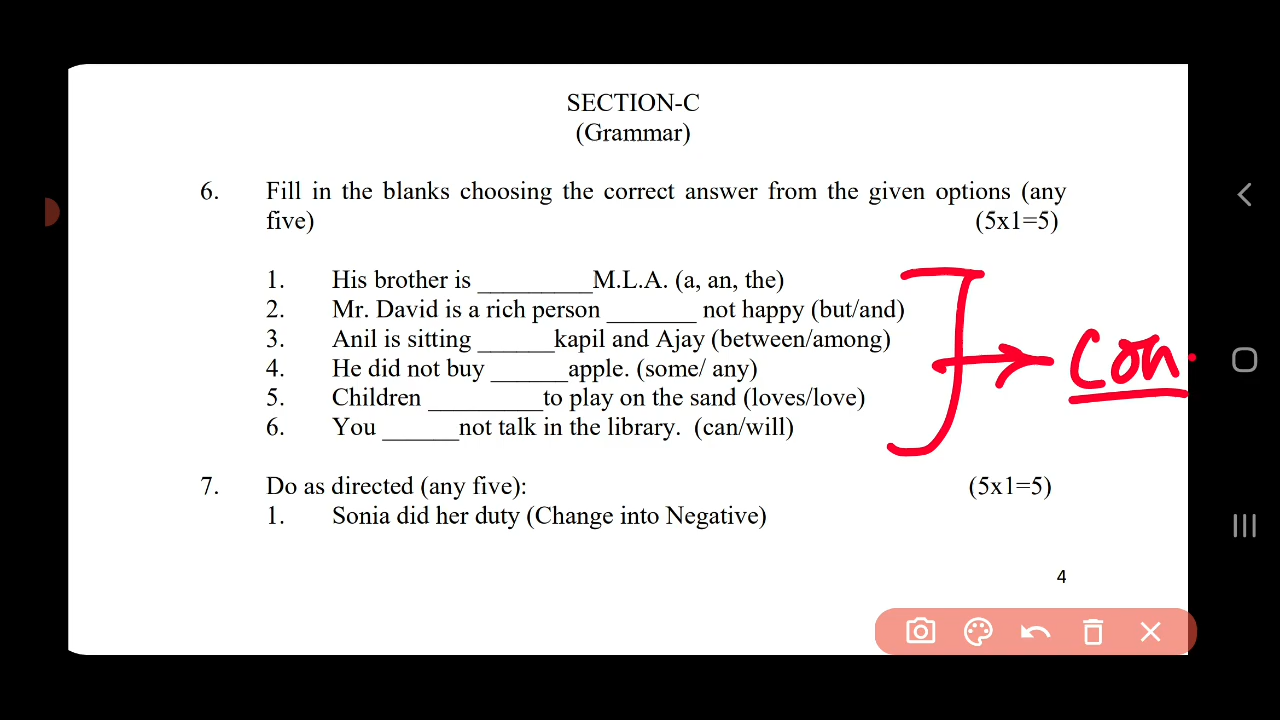 SECTION-C
(Grammar)
6. Fill in the blanks choosing the correct answer from the given options (any
five) (5x1=5)
1. His brother is _________M.L.A. (a, an, the)
2. Mr. David is a rich person _______ not happy (but/and)
3. Anil is sitting ______kapil and Ajay (between/among)
4. He did not buy ______apple. (some/ any)
5. Children _________to play on the sand (loves/love)
6. You ______not talk in the library. (can/will)
Con
7. Do as directed (any five): (5x1=5)
1. Sonia did her duty (Change into Negative)
4